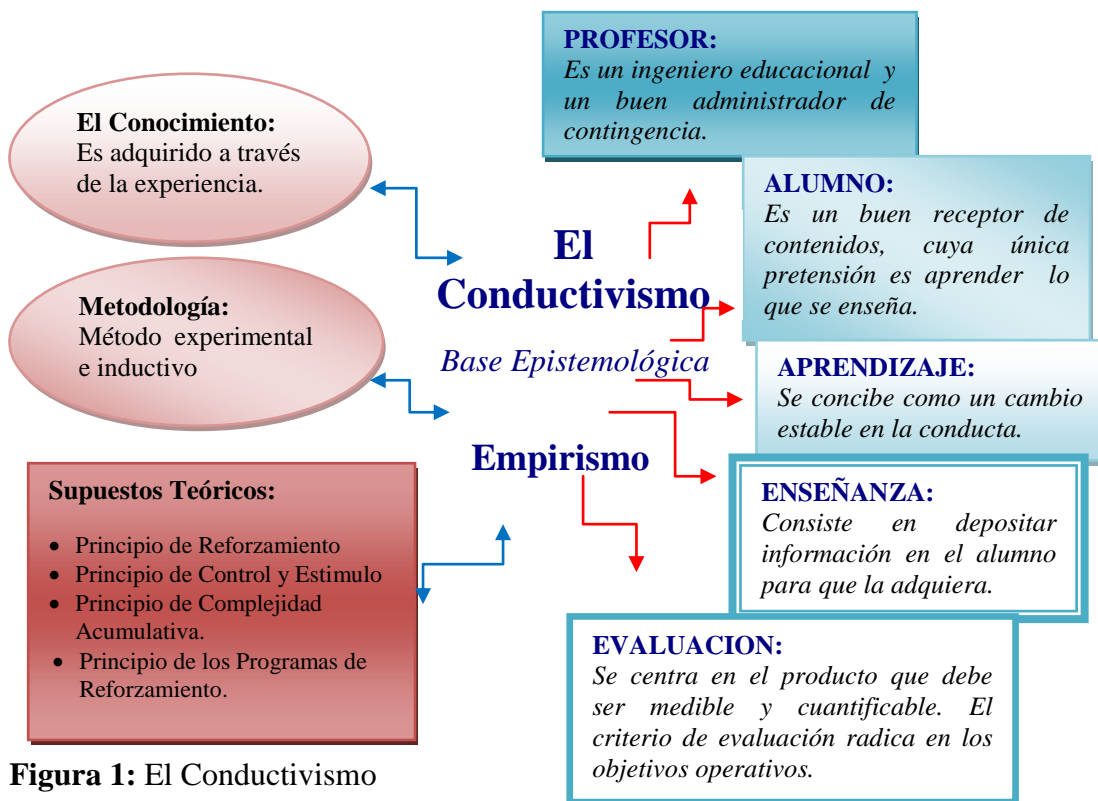 El Conocimiento:
Es adquirido a través
de la experiencia.
Metodología:
Método experimental
e inductivo
Supuestos Teóricos:
• Principio de Reforzamiento
• Principio de Control y Estimulo
• Principio de Complejidad
Acumulativa.
• Principio de los Programas de
Reforzamiento.
El
Conductivismo
Base Epistemológica
Empirismo
PROFESOR:
Es un ingeniero educacional y
un buen administrador de
contingencia.
ALUMNO:
Es un buen receptor de
contenidos, cuya única
pretensión es aprender lo
que se enseña.
APRENDIZAJE:
Se concibe como un cambio
estable en la conducta.
ENSEÑANZA:
Consiste en depositar
información en el alumno
para que la adquiera.
EVALUACION:
Se centra en el producto que debe
ser medible y cuantificable. El
criterio de evaluación radica en los
objetivos operativos.
Figura 1: El Conductivismo